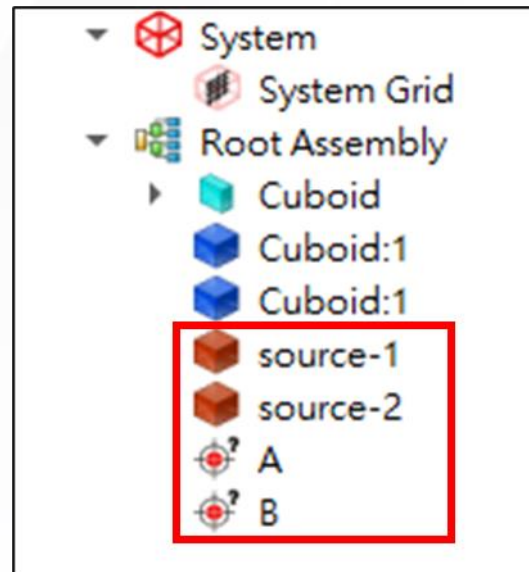 System
System Grid
Root Assembly
Cuboid
Cuboid:1
Cuboid:1
source-1
source-2
? A
? B